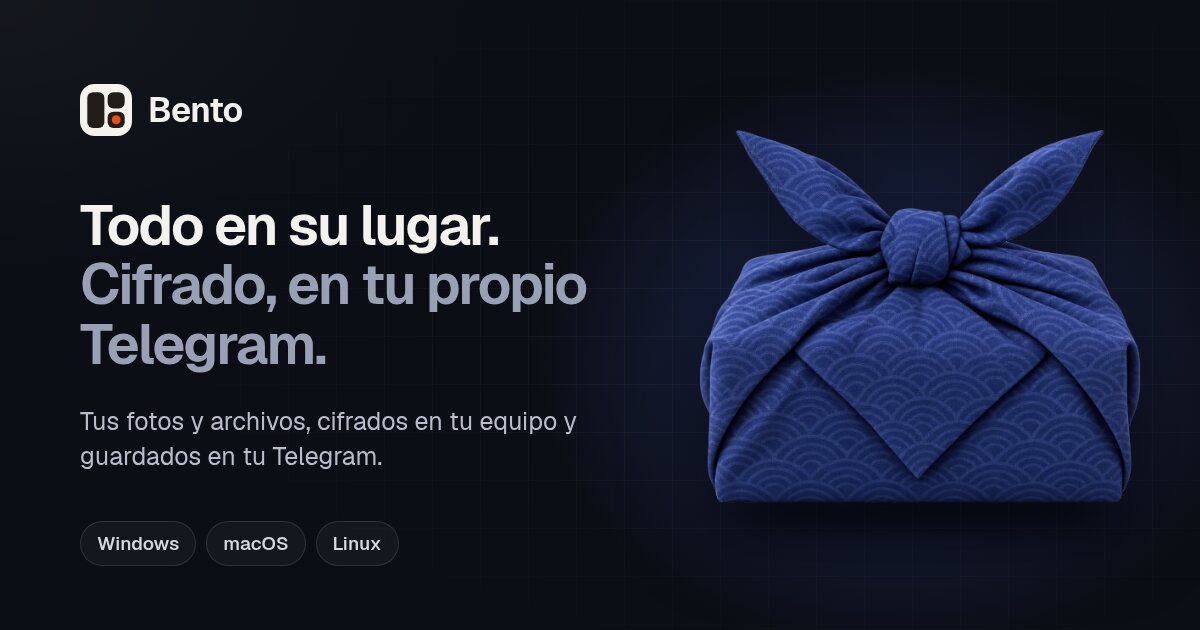 Bento
Todo en su lugar.
Cifrado, en tu propio
Telegram.
Tus fotos y archivos, cifrados en tu equipo y
guardados en tu Telegram.
Windows
macOS
Linux